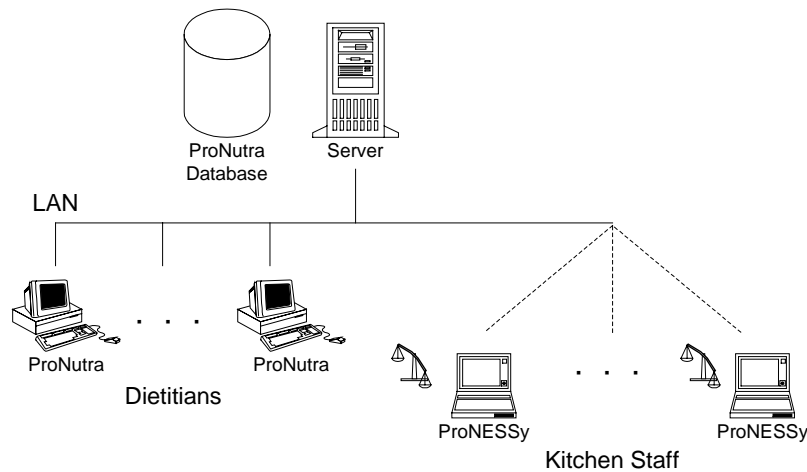 ProNutra
Database
Server
LAN
ProNutra
. . .
ProNutra
Dietitians
. . .
ProNESSy
ProNESSy
Kitchen Staff